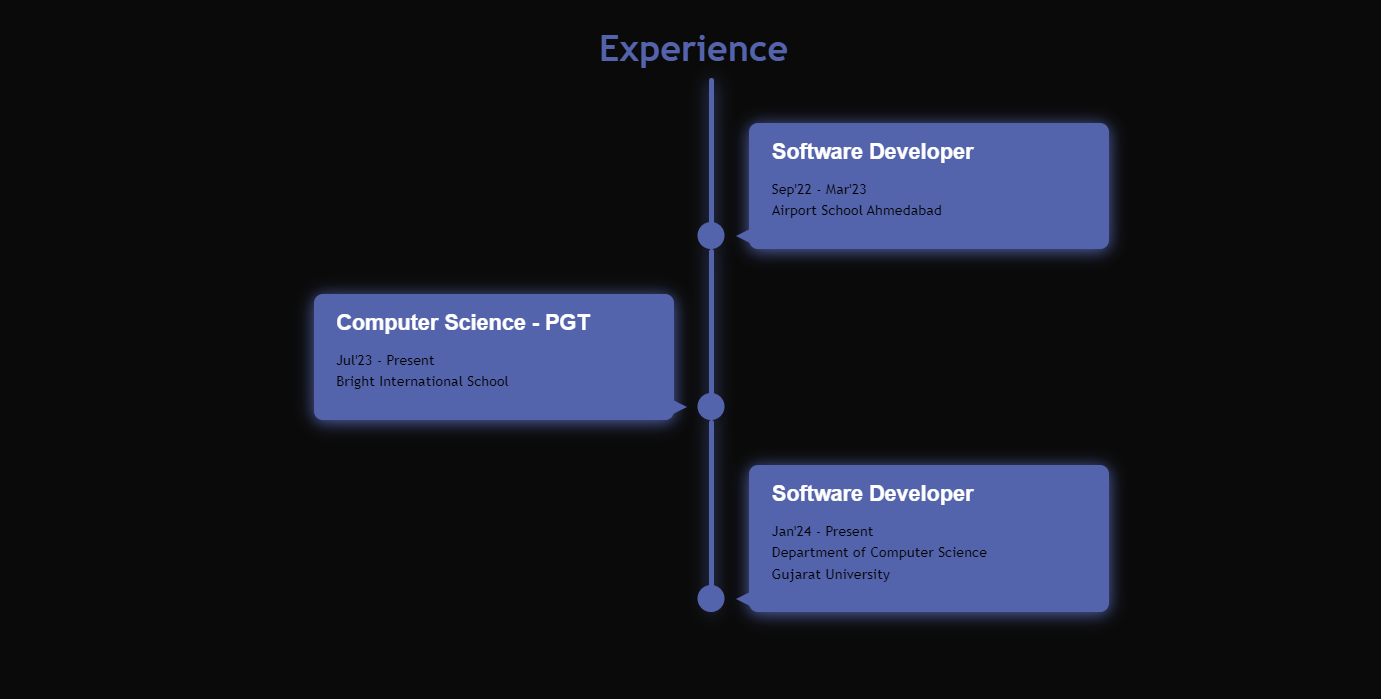 Experience
Software Developer
Sep'22 - Mar'23
Airport School Ahmedabad
Computer Science - PGT
Jul'23 - Present
Bright International School
Software Developer
Jan'24 - Present
Department of Computer Science
Gujarat University